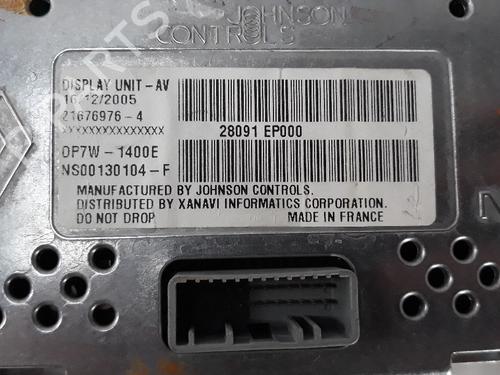 JOHNSON
CONTROLS
DISPLAY UNIT-AV
16/12/2005
21676976-4
XXXXXXXXXXXXXXX
28091 EP000
OP7W-1400E
NS00130104-F
MANUFACTURED BY JOHNSON CONTROLS.
DISTRIBUTED BY XANAVI INFORMATICS CORPORATION.
DO NOT DROP
MADE IN FRANCE